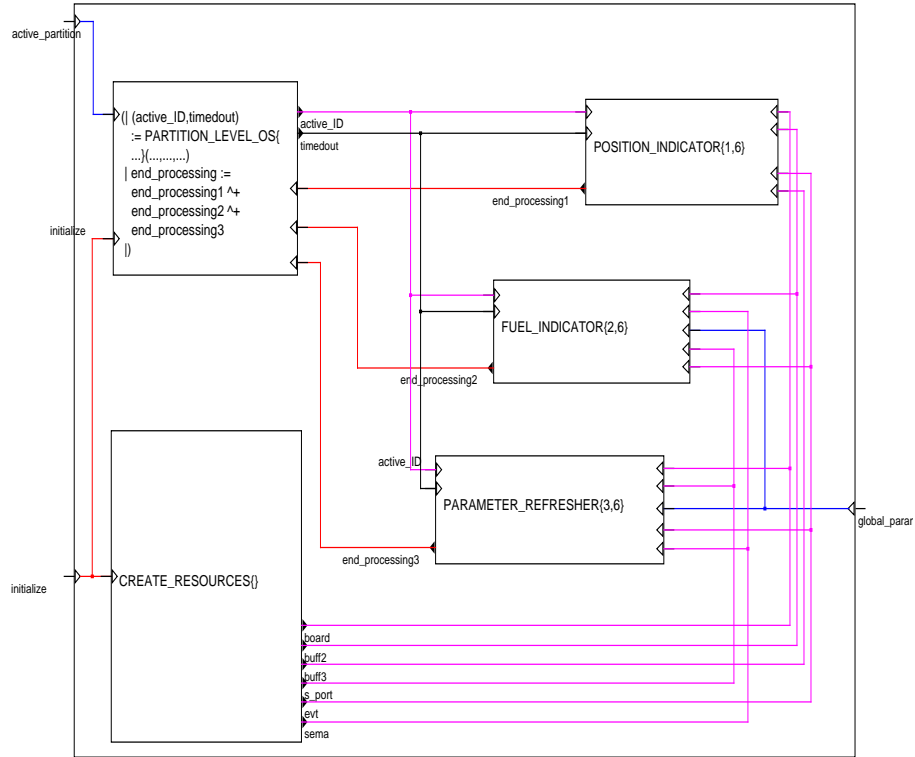 active_partition
(| (active_ID,timedout)
:= PARTITION_LEVEL_OS{
...}(...,...,...)
| end_processing :=
end_processing1 ^+
end_processing2 ^+
end_processing3
|)
active_ID
timedout
POSITION_INDICATOR{1,6}
end_processing1
initialize
FUEL_INDICATOR{2,6}
end_processing2
active_ID
PARAMETER_REFRESHER{3,6}
global_param
end_processing3
initialize
CREATE_RESOURCES{}
board
buff2
buff3
s_port
evt
sema